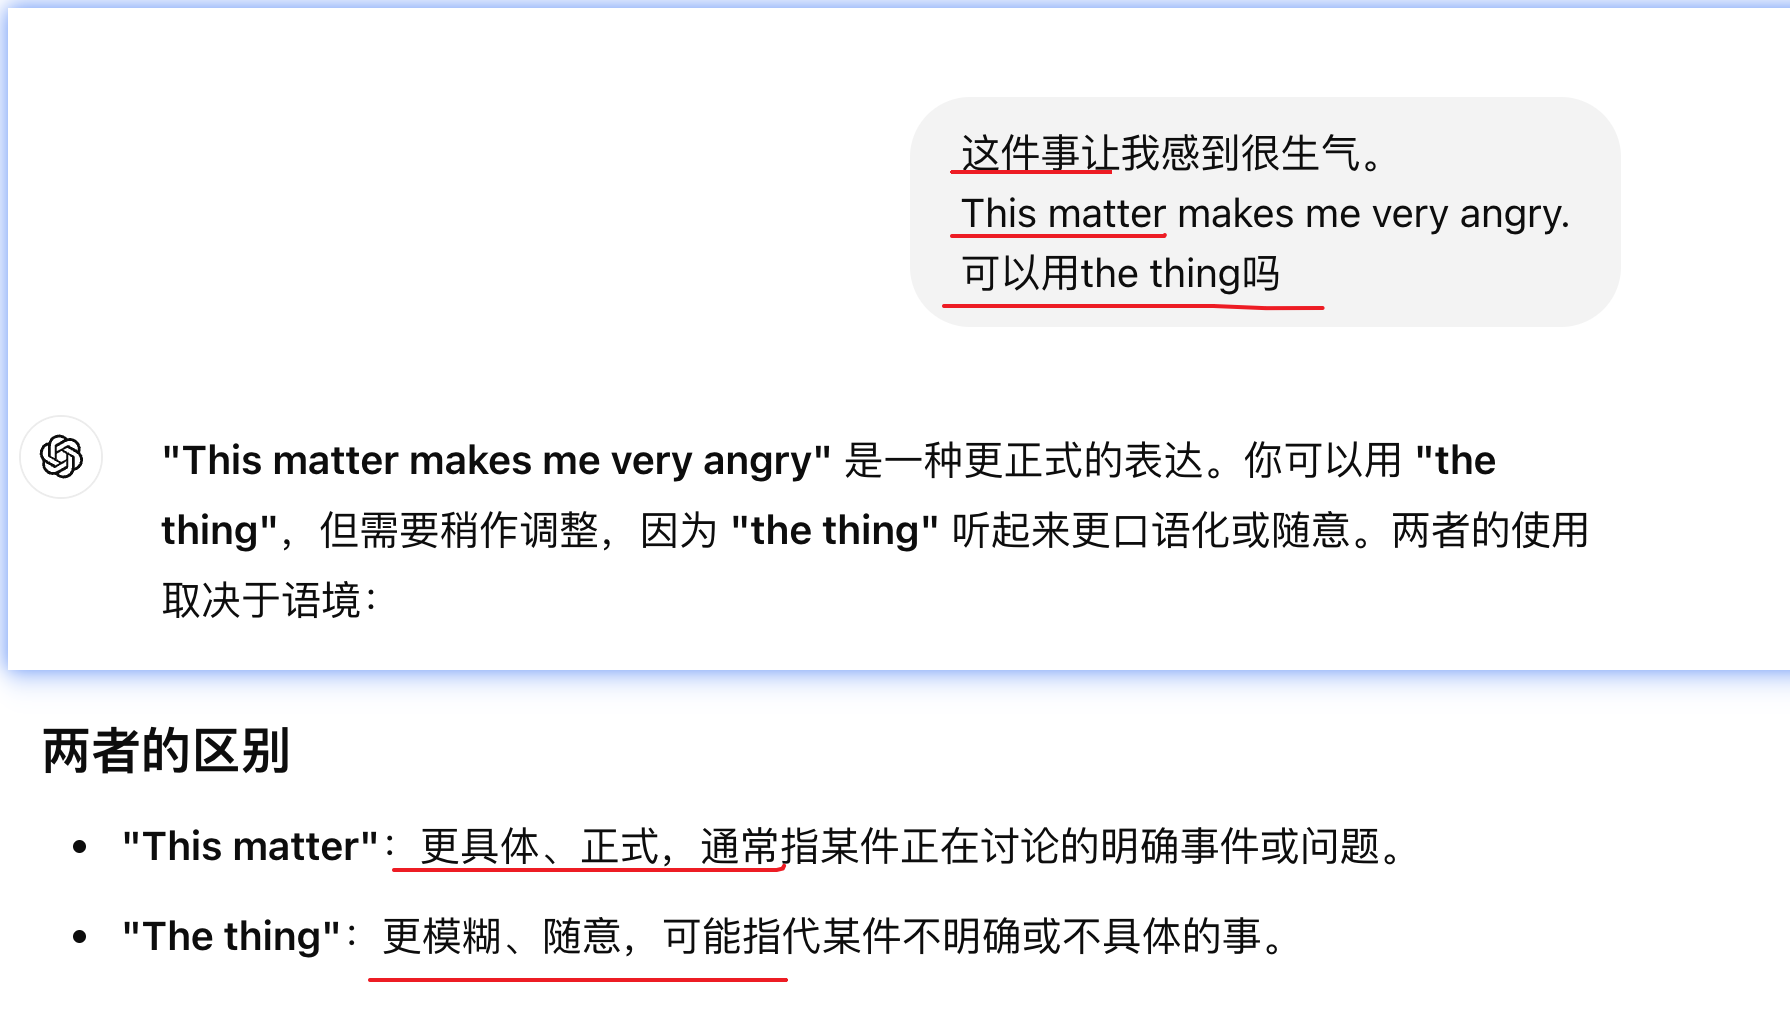 这件事让我感到很生气。
This matter makes me very angry.
可以用the thing吗
"This matter makes me very angry" 是一种更正式的表达。你可以用 "the
thing"，但需要稍作调整，因为 "the thing" 听起来更口语化或随意。两者的使用
取决于语境：
两者的区别
• "This matter"：更具体、正式，通常指某件正在讨论的明确事件或问题。
• "The thing"：更模糊、随意，可能指代某件不明确或不具体的事。